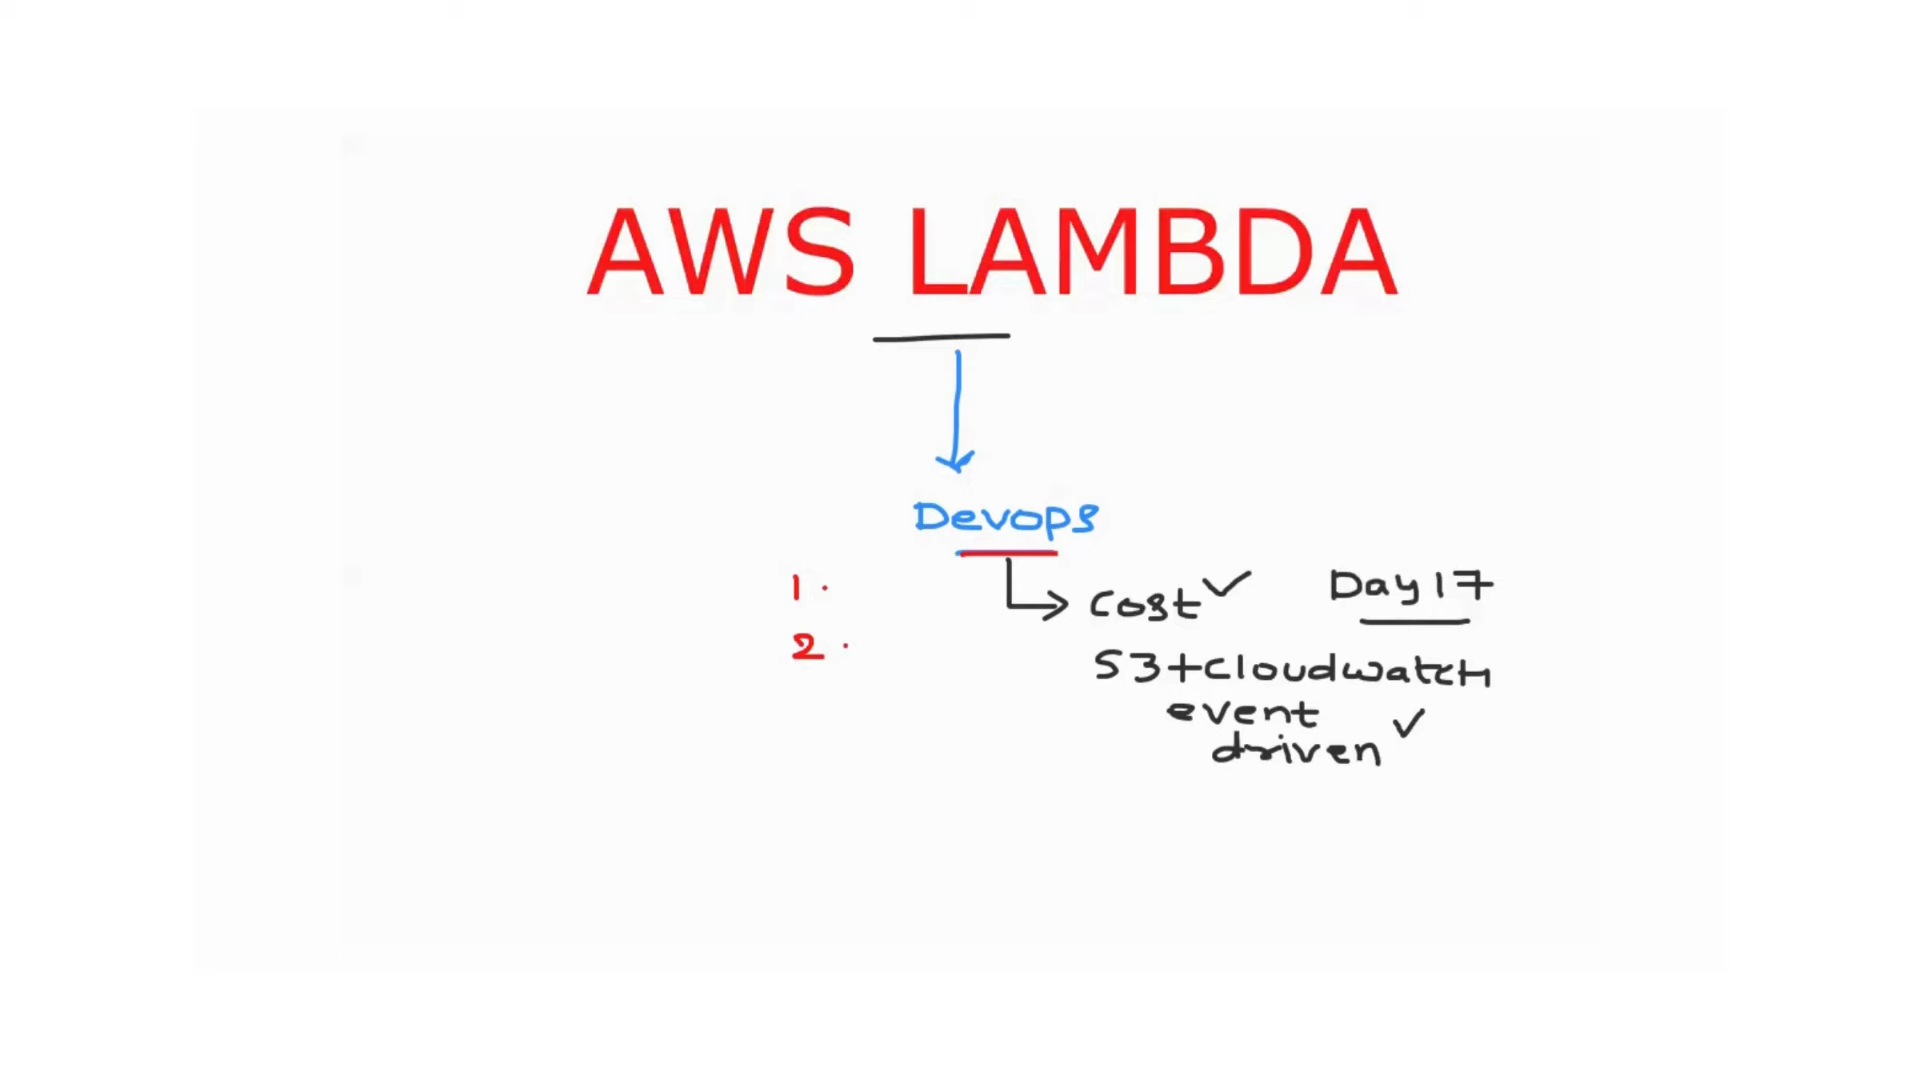 AWS LAMBDA
Devops
1.
2.
Cost ✓ Day 17
S3+Cloudwatch
event
driven ✓